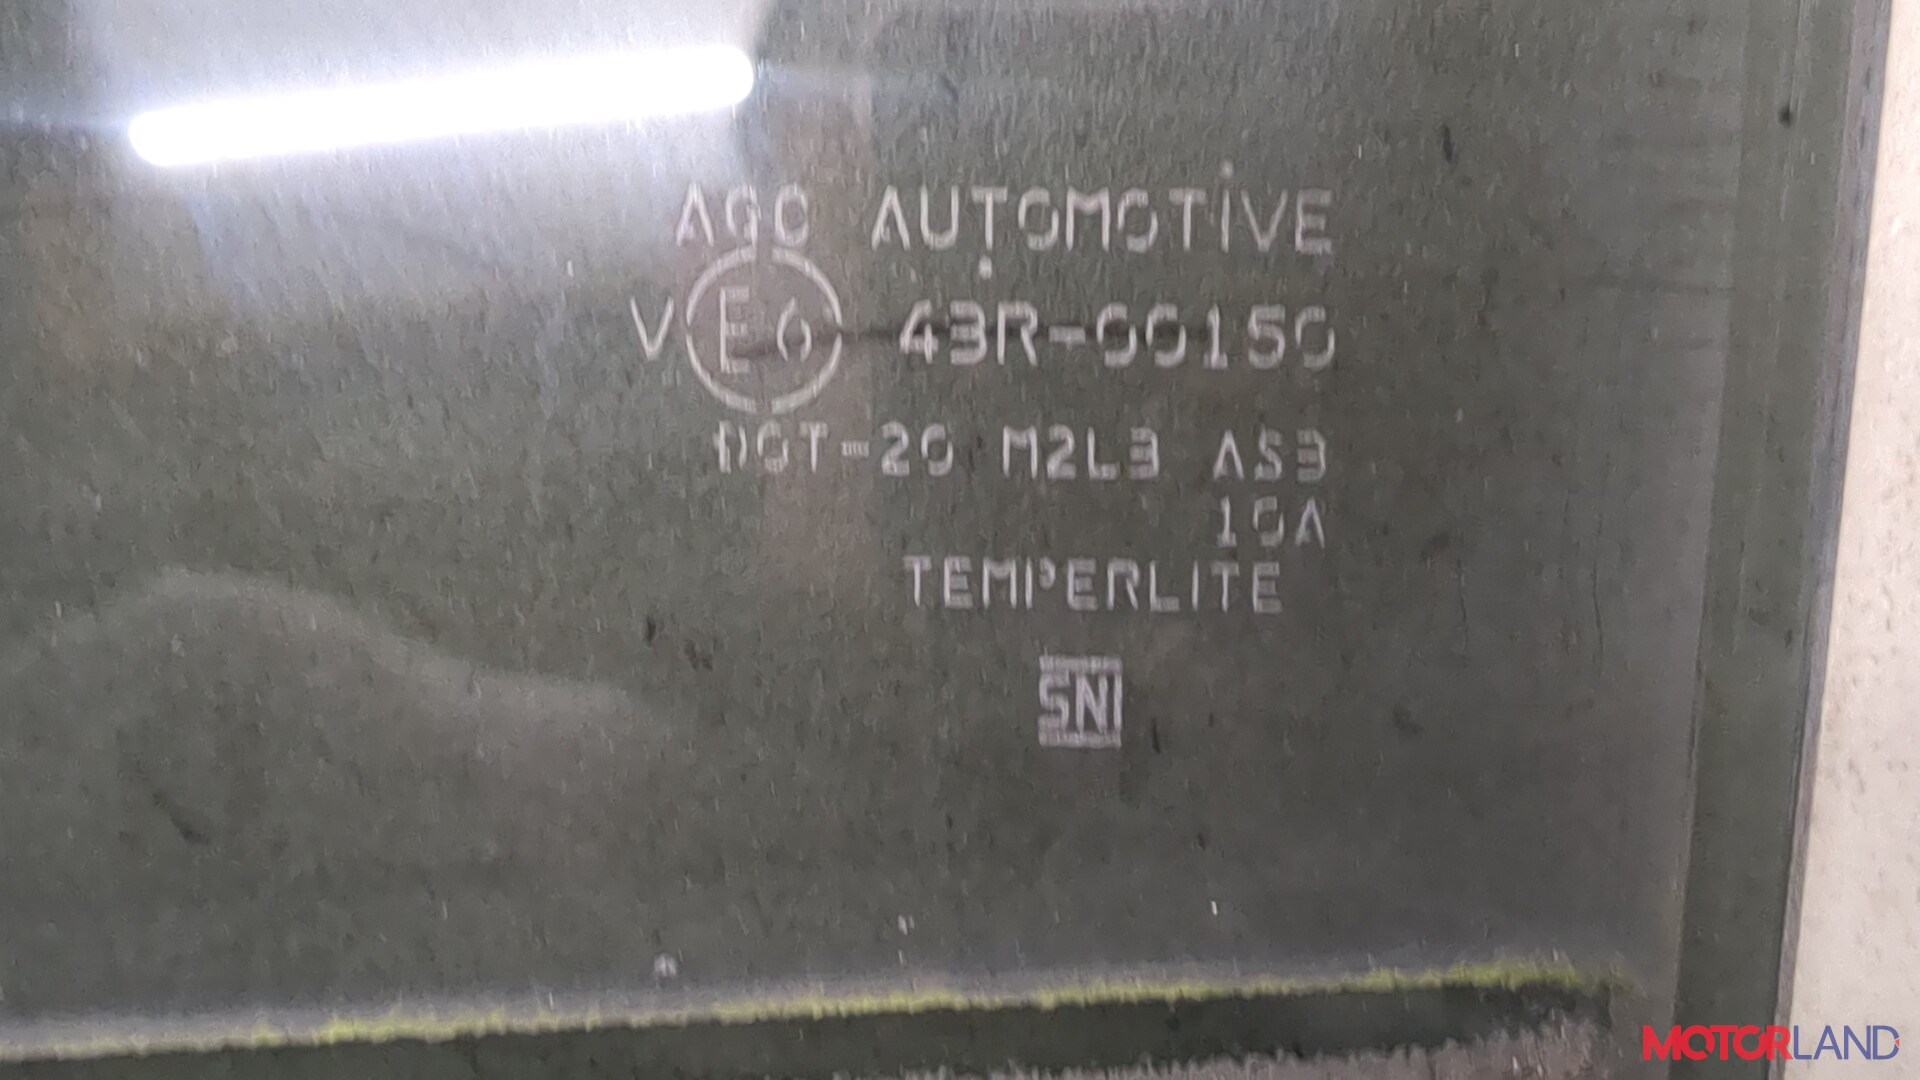 AGC AUTOMOTIVE
V E6 43R-00150
DOT-20 M2L3 AS3
10A
TEMPERLITE
SNI
MOTORLAND